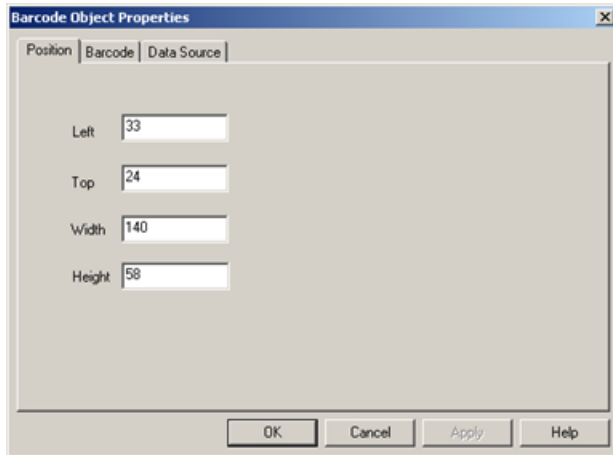 Barcode Object Properties
Position Barcode Data Source
Left 33
Top 24
Width 140
Height 58
OK Cancel Apply Help